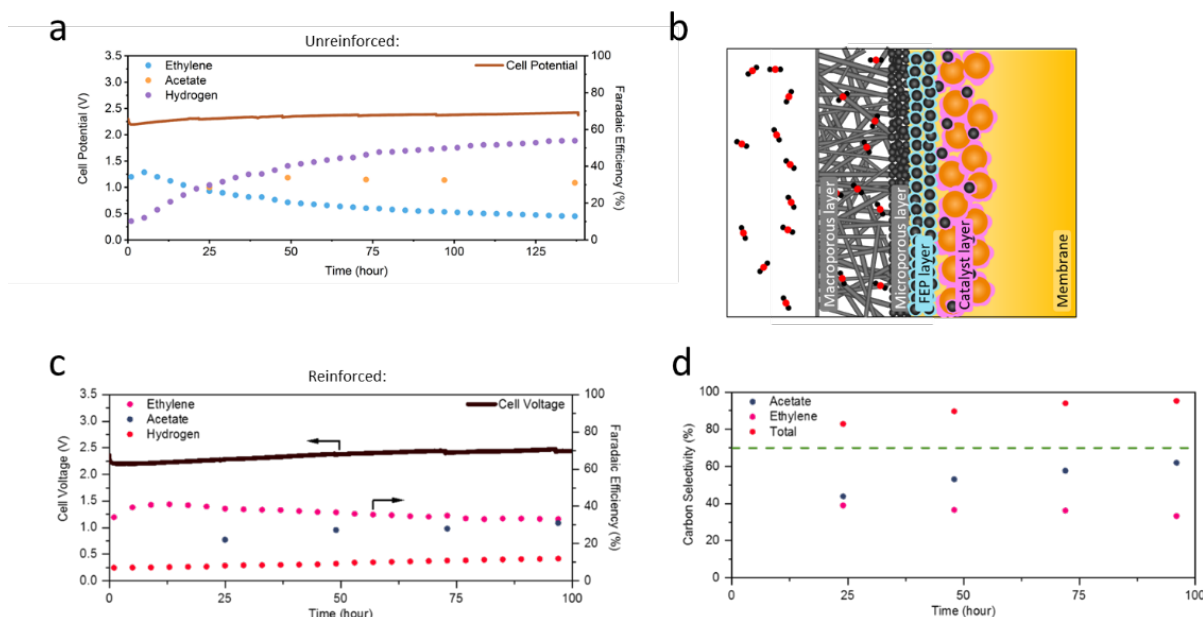 a
Unreinforced:
Cell Potential (V)
3.5
3.0
2.5
2.0
1.5
1.0
0.5
0.0
Ethylene
Acetate
Hydrogen
Cell Potential
100
80
60
40
20
0
Faradaic Efficiency (%)
0 25 50 75 100 125
Time (hour)
b
Macroporous layer
Microporous layer
FEP layer
Catalyst layer
Membrane
c
Reinforced:
Cell Voltage (V)
3.5
3.0
2.5
2.0
1.5
1.0
0.5
0.0
Ethylene
Acetate
Hydrogen
Cell Voltage
100
80
60
40
20
0
Faradaic Efficiency (%)
0 25 50 75 100
Time (hour)
d
Carbon Selectivity (%)
100
80
60
40
20
0
Acetate
Ethylene
Total
0 25 50 75 100
Time (hour)